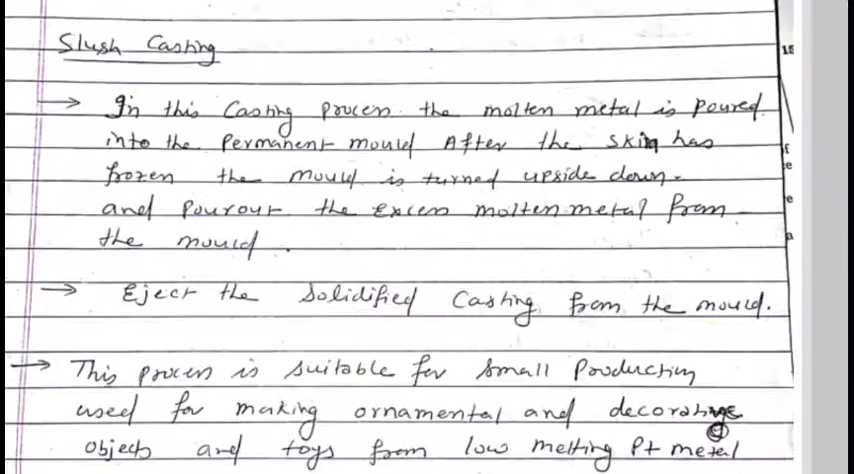 Slush Casting
→ In this Casting process the molten metal is poured
into the permanent mould After the skin has
frozen the mould is turned upside down.
and pourout the excess molten metal from
the mould.
→ Eject the solidified casting from the mould.
→ This process is suitable for small production
used for making ornamental and decorative
objects and toys from low melting pt metal